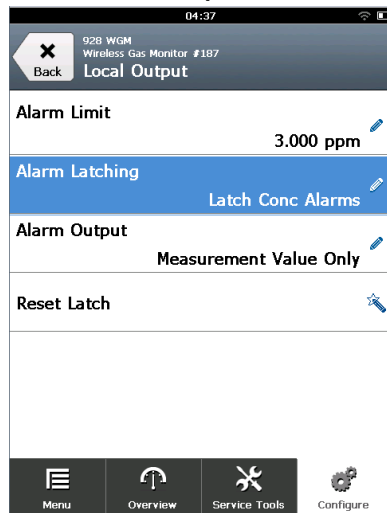 04:37
928 WGM
Wireless Gas Monitor #187
Back
Local Output
Alarm Limit
3.000 ppm
Alarm Latching
Latch Conc Alarms
Alarm Output
Measurement Value Only
Reset Latch
Menu
Overview
Service Tools
Configure